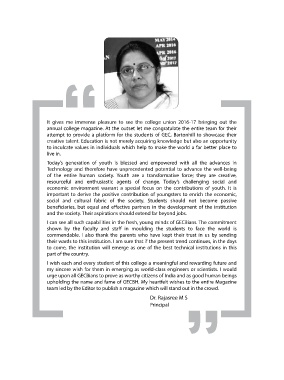 MAY 2014
APR 2016
APR 2016
It gives me immense pleasure to see the college union 2016-17 bringing out the
annual college magazine. At the outset let me congratulate the entire team for their
attempt to provide a platform for the students of GEC, Bartonhill to showcase their
creative talent. Education is not merely acquiring knowledge but also an opportunity
to inculcate values in individuals which help to make the world a far better place to
live in.
Today's generation of youth is blessed and empowered with all the advances in
Technology and therefore have unprecedented potential to advance the well-being
of the entire human society. Youth are a transformative force; they are creative,
resourceful and enthusiastic agents of change. Today's challenging social and
economic environment warrant a special focus on the contributions of youth. It is
important to derive the positive contribution of youngsters to enrich the economic,
social and cultural fabric of the society. Students should not become passive
beneficiaries, but equal and effective partners in the development of the institution
and the society. Their aspirations should extend far beyond jobs.
I can see all such capabilities in the fresh, young minds of GECBians. The commitment
shown by the faculty and staff in moulding the students to face the world is
commendable. I also thank the parents who have kept their trust in us by sending
their wards to this institution. I am sure that if the present trend continues, in the days
to come; the institution will emerge as one of the best technical institutions in this
part of the country.
I wish each and every student of this college a meaningful and rewarding future and
my sincere wish for them in emerging as world-class engineers or scientists. I would
urge upon all GECBians to prove as worthy citizens of India and as good human beings
upholding the name and fame of GECBH. My heartfelt wishes to the entire Magazine
team led by the Editor to publish a magazine which will stand out in the crowd.
Dr. Rajasree M S
Principal